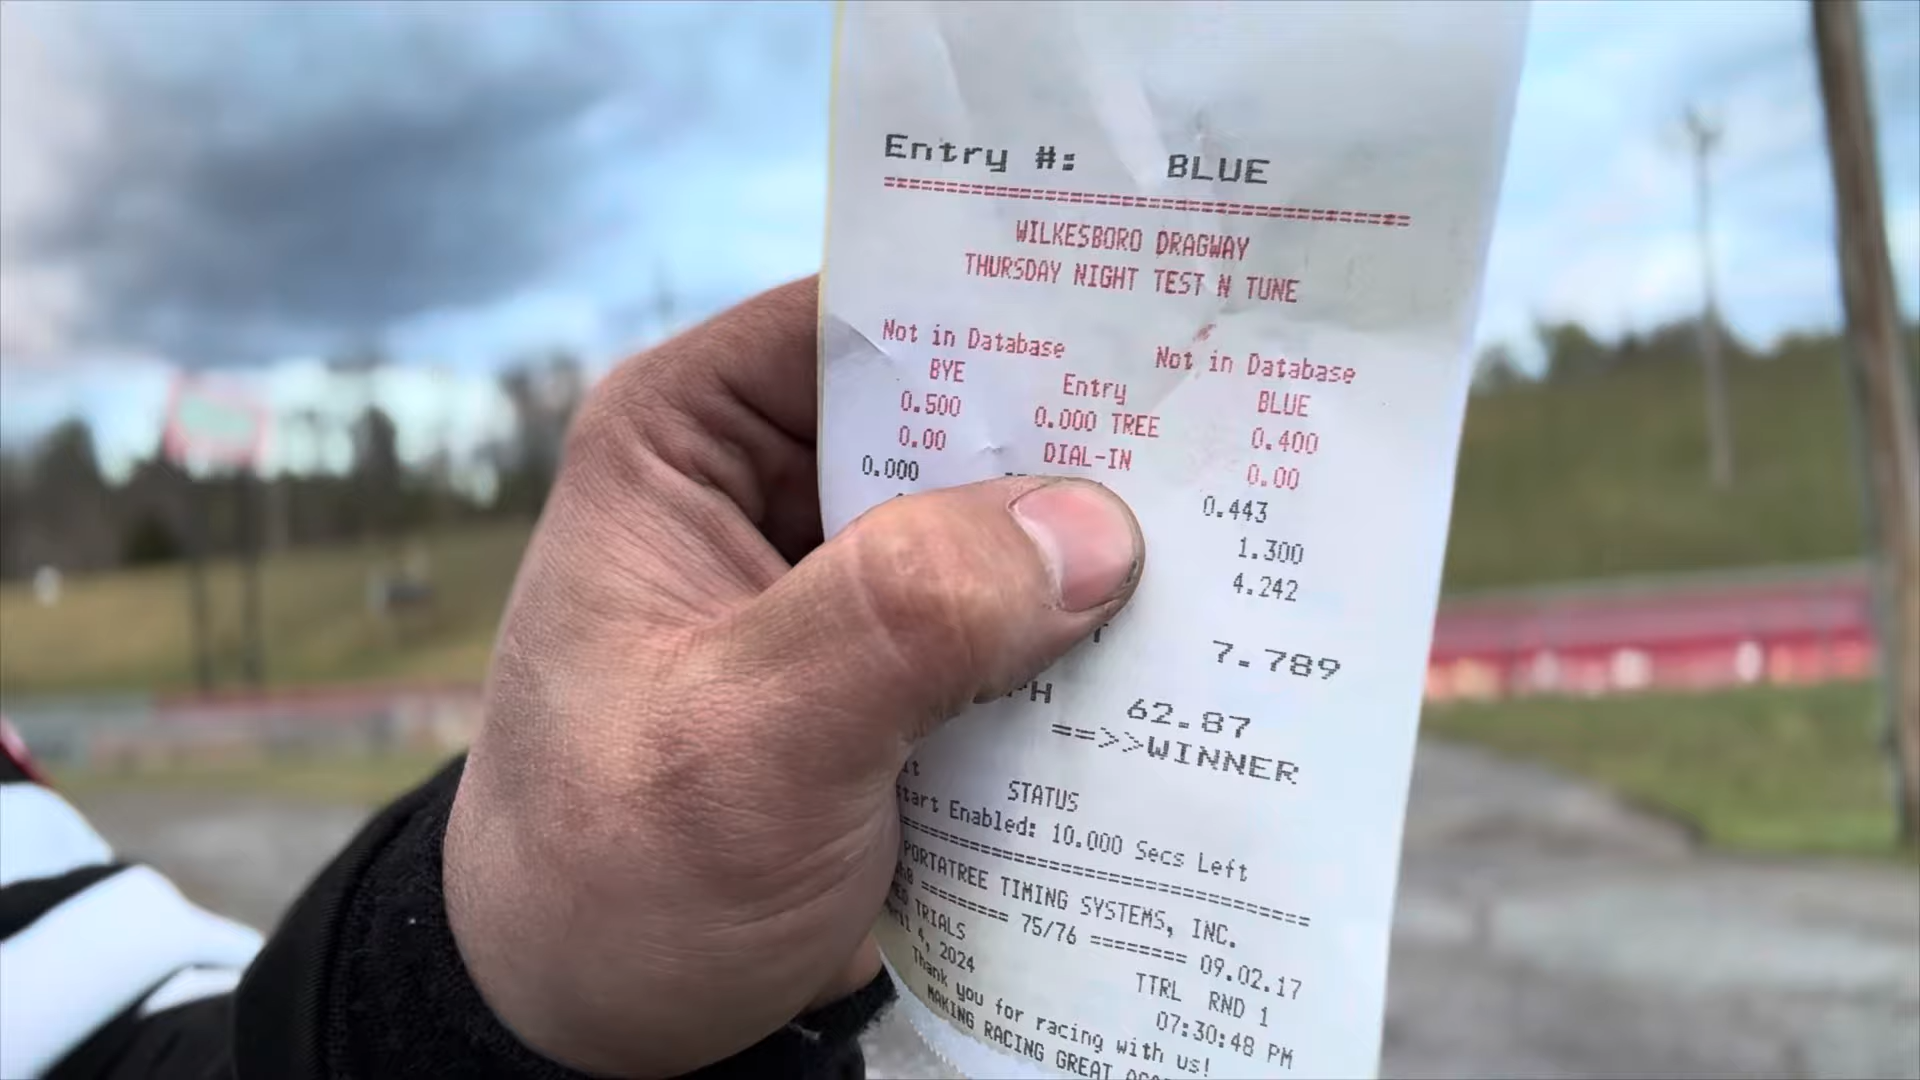 Entry #: BLUE
========================================
WILKESBORO DRAGWAY
THURSDAY NIGHT TEST N TUNE
Not in Database Not in Database
BYE Entry BLUE
0.500 0.000 TREE 0.400
0.00 DIAL-IN 0.00
0.000 0.443
1.300
4.242
7.789
PH 62.87
==>>WINNER
STATUS
tart Enabled: 10.000 Secs Left
========================================
PORTATREE TIMING SYSTEMS, INC.
======== 75/76 ======== 09.02.17
TRIALS TTRL RND 1
4, 2024 07:30:48 PM
Thank you for racing with us!
MAKING RACING GREAT